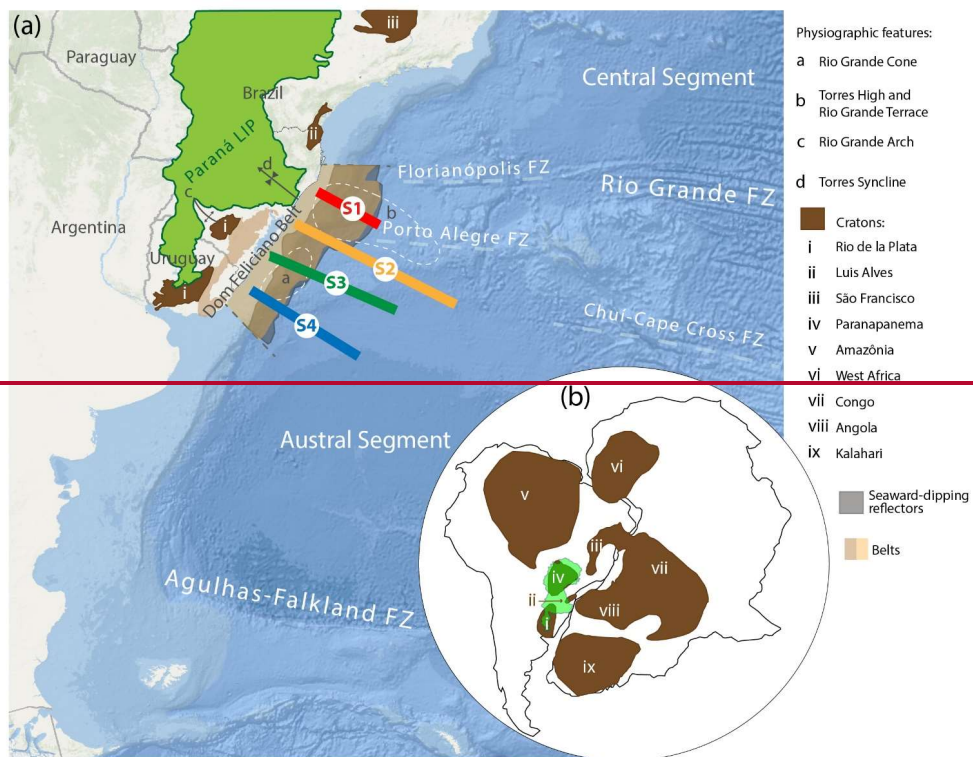 (a)
iii
Paraguay
Central Segment
Brazil
ii
Paraná LIP
d
Florianópolis FZ
Rio Grande FZ
c
S1
b
Argentina
i
Porto Alegre FZ
Uruguay
Dom Feliciano Belt
S2
a
S3
i
S4
Chuí-Cape Cross FZ
Austral Segment
Agulhas-Falkland FZ
(b)
vi
v
iii
iv
vii
ii
viii
i
ix
Physiographic features:
a Rio Grande Cone
b Torres High and
Rio Grande Terrace
c Rio Grande Arch
d Torres Syncline
Cratons:
i Rio de la Plata
ii Luis Alves
iii São Francisco
iv Paranapanema
v Amazônia
vi West Africa
vii Congo
viii Angola
ix Kalahari
Seaward-dipping
reflectors
Belts